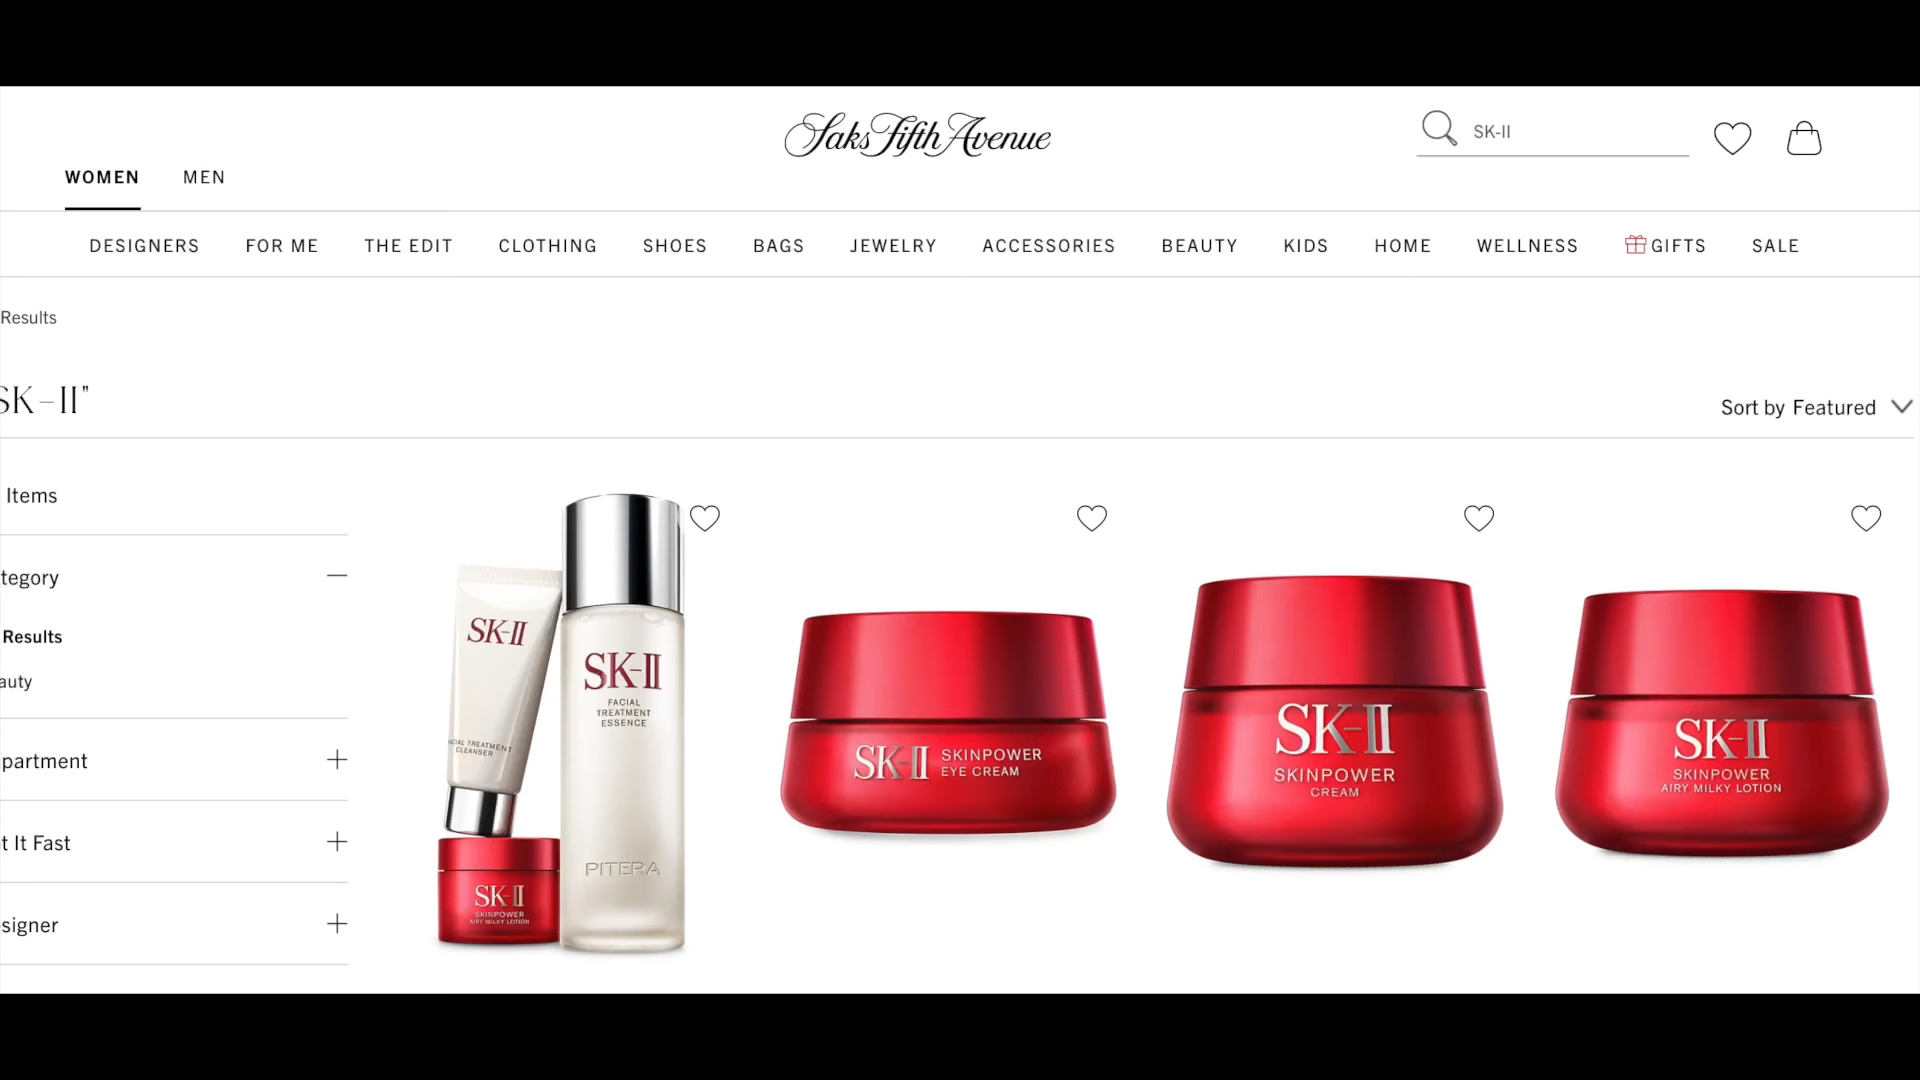 Saks Fifth Avenue
SK-II
WOMEN MEN
DESIGNERS FOR ME THE EDIT CLOTHING SHOES BAGS JEWELRY ACCESSORIES BEAUTY KIDS HOME WELLNESS GIFTS SALE
Results
SK-II"
Sort by Featured
Items
tegory
Results
auty
partment
t It Fast
signer
SK-II
FACIAL TREATMENT
CLEANSER
SK-II
FACIAL
TREATMENT
ESSENCE
PITERA
SK-II
SKINPOWER
AIRY MILKY LOTION
SK-II SKINPOWER
EYE CREAM
SK-II
SKINPOWER
CREAM
SK-II
SKINPOWER
AIRY MILKY LOTION